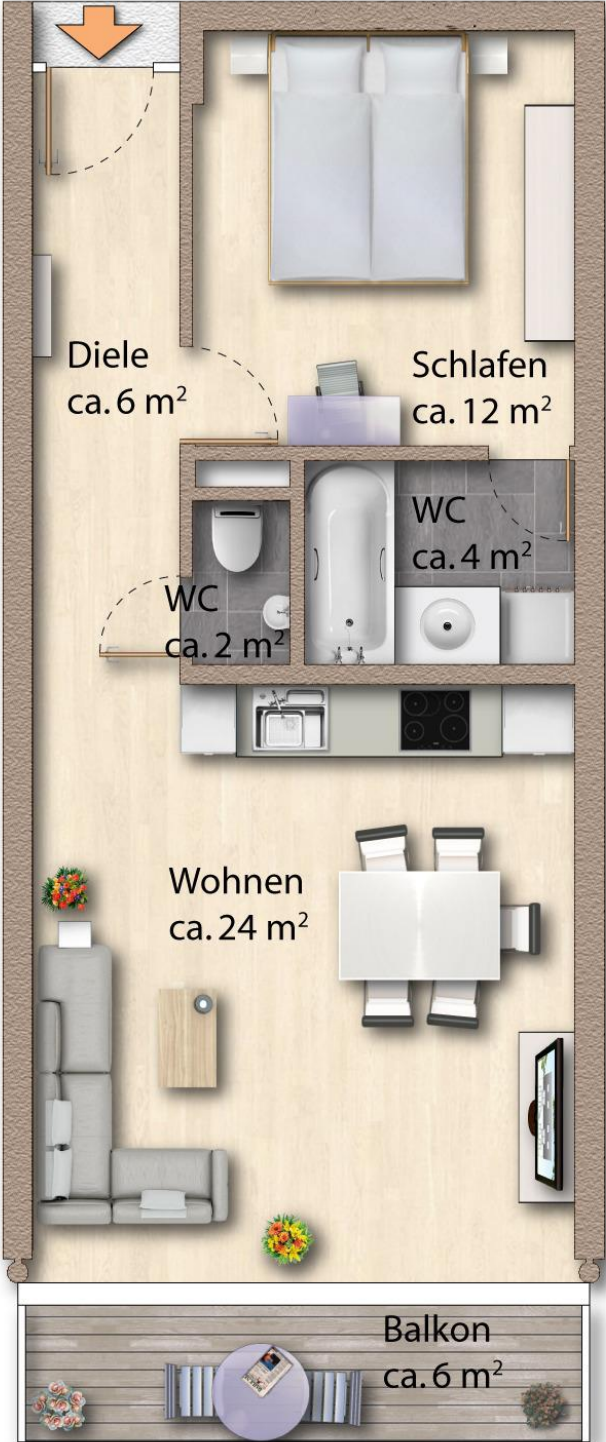 Diele
ca. 6 m²
Schlafen
ca. 12 m²
WC
ca. 4 m²
WC
ca. 2 m²
Wohnen
ca. 24 m²
Balkon
ca. 6 m²